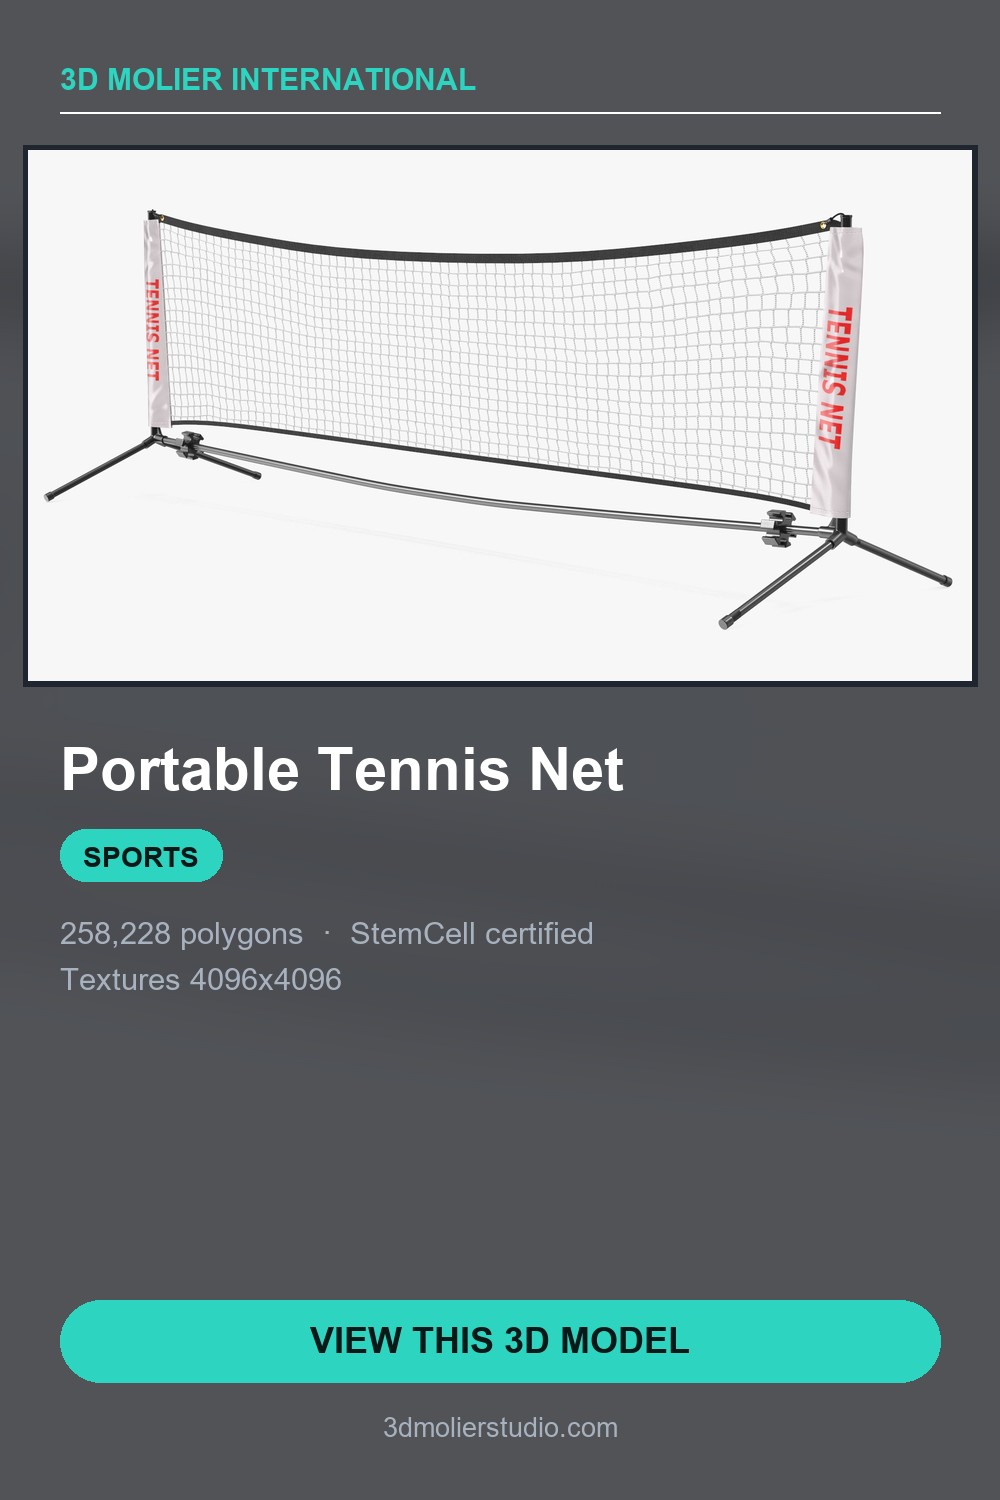 3D MOLIER INTERNATIONAL
TENNIS NET
TENNIS NET
Portable Tennis Net
SPORTS
258,228 polygons · StemCell certified
Textures 4096x4096
VIEW THIS 3D MODEL
3dmolierstudio.com